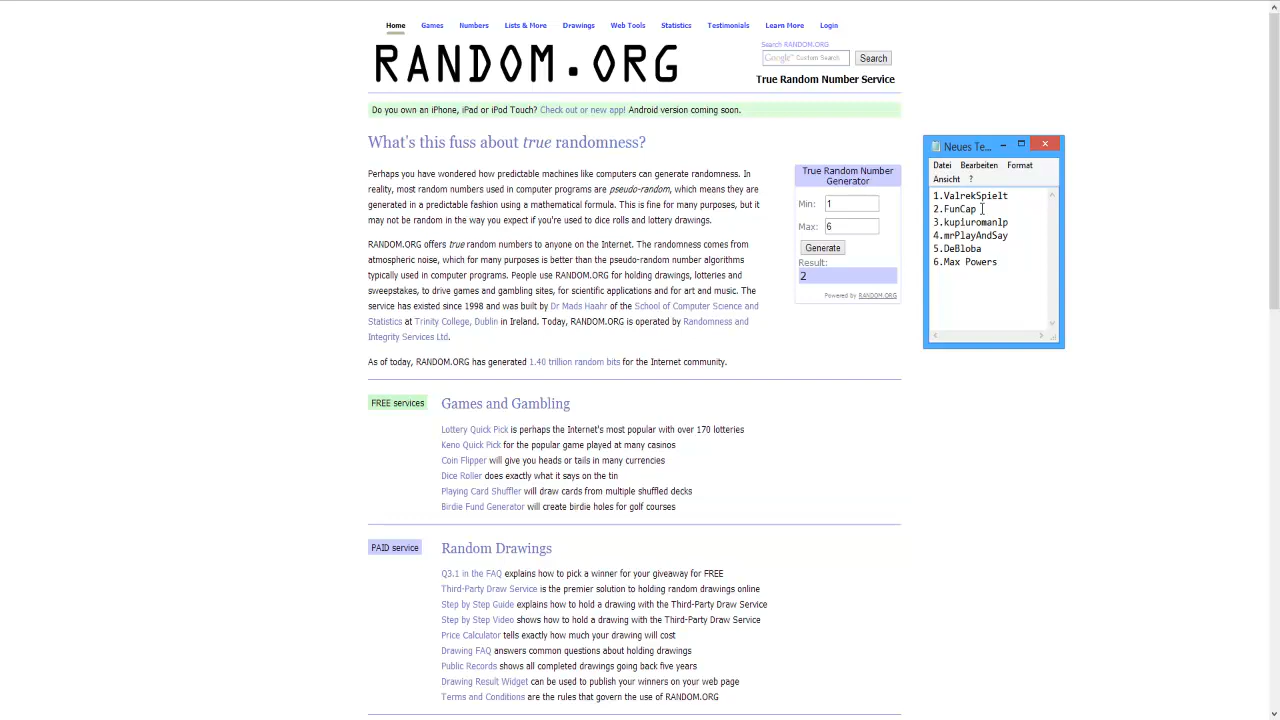 Home Games Numbers Lists & More Drawings Web Tools Statistics Testimonials Learn More Login
RANDOM.ORG
Search RANDOM.ORG
Google™ Custom Search
Search
True Random Number Service
Do you own an iPhone, iPad or iPod Touch? Check out or new app! Android version coming soon.
What's this fuss about true randomness?
Perhaps you have wondered how predictable machines like computers can generate randomness. In
reality, most random numbers used in computer programs are pseudo-random, which means they are
generated in a predictable fashion using a mathematical formula. This is fine for many purposes, but it
may not be random in the way you expect if you're used to dice rolls and lottery drawings.
RANDOM.ORG offers true random numbers to anyone on the Internet. The randomness comes from
atmospheric noise, which for many purposes is better than the pseudo-random number algorithms
typically used in computer programs. People use RANDOM.ORG for holding drawings, lotteries and
sweepstakes, to drive games and gambling sites, for scientific applications and for art and music. The
service has existed since 1998 and was built by Dr Mads Haahr of the School of Computer Science and
Statistics at Trinity College, Dublin in Ireland. Today, RANDOM.ORG is operated by Randomness and
Integrity Services Ltd.
As of today, RANDOM.ORG has generated 1.40 trillion random bits for the Internet community.
True Random Number
Generator
Min: 1
Max: 6
Generate
Result:
2
Powered by RANDOM.ORG
Neues Te...
Datei Bearbeiten Format
Ansicht ?
1.ValrekSpielt
2.FunCap
3.kupiuromanlp
4.mrPlayAndSay
5.DeBloba
6.Max Powers
FREE services
Games and Gambling
Lottery Quick Pick is perhaps the Internet's most popular with over 170 lotteries
Keno Quick Pick for the popular game played at many casinos
Coin Flipper will give you heads or tails in many currencies
Dice Roller does exactly what it says on the tin
Playing Card Shuffler will draw cards from multiple shuffled decks
Birdie Fund Generator will create birdie holes for golf courses
PAID service
Random Drawings
Q3.1 in the FAQ explains how to pick a winner for your giveaway for FREE
Third-Party Draw Service is the premier solution to holding random drawings online
Step by Step Guide explains how to hold a drawing with the Third-Party Draw Service
Step by Step Video shows how to hold a drawing with the Third-Party Draw Service
Price Calculator tells exactly how much your drawing will cost
Drawing FAQ answers common questions about holding drawings
Public Records shows all completed drawings going back five years
Drawing Result Widget can be used to publish your winners on your web page
Terms and Conditions are the rules that govern the use of RANDOM.ORG